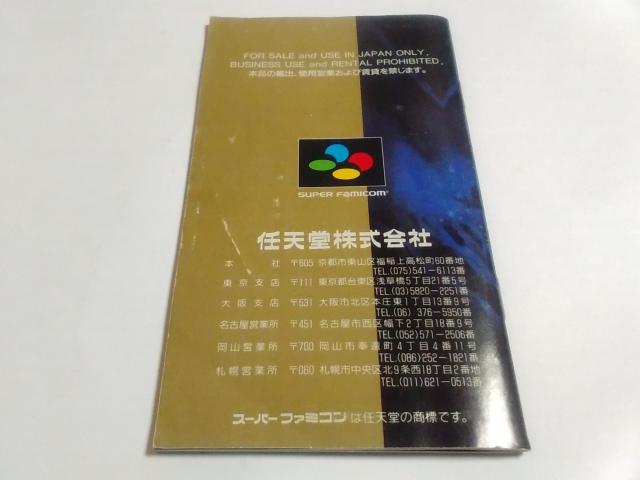 FOR SALE and USE IN JAPAN ONLY.
BUSINESS USE and RENTAL PROHIBITED.
本品の輸出、使用営業および賃貸を禁じます。
SUPER FAMICOM
任天堂株式会社
本 社 〒605 京都市東山区福稲上高松町60番地
TEL.(075)541-6113番
東京支店 〒111 東京都台東区浅草橋5丁目21番5号
TEL.(03)5820-2251番
大阪支店 〒531 大阪市北区本庄東1丁目13番9号
TEL.(06) 376-5950番
名古屋営業所 〒451 名古屋市西区幅下2丁目18番9号
TEL.(052)571-2506番
岡山営業所 〒700 岡山市奉還町4丁目4番11号
TEL.(086)252-1821番
札幌営業所 〒060 札幌市中央区北9条西18丁目2番地
TEL.(011)621-0513番
スーパーファミコンは任天堂の商標です。